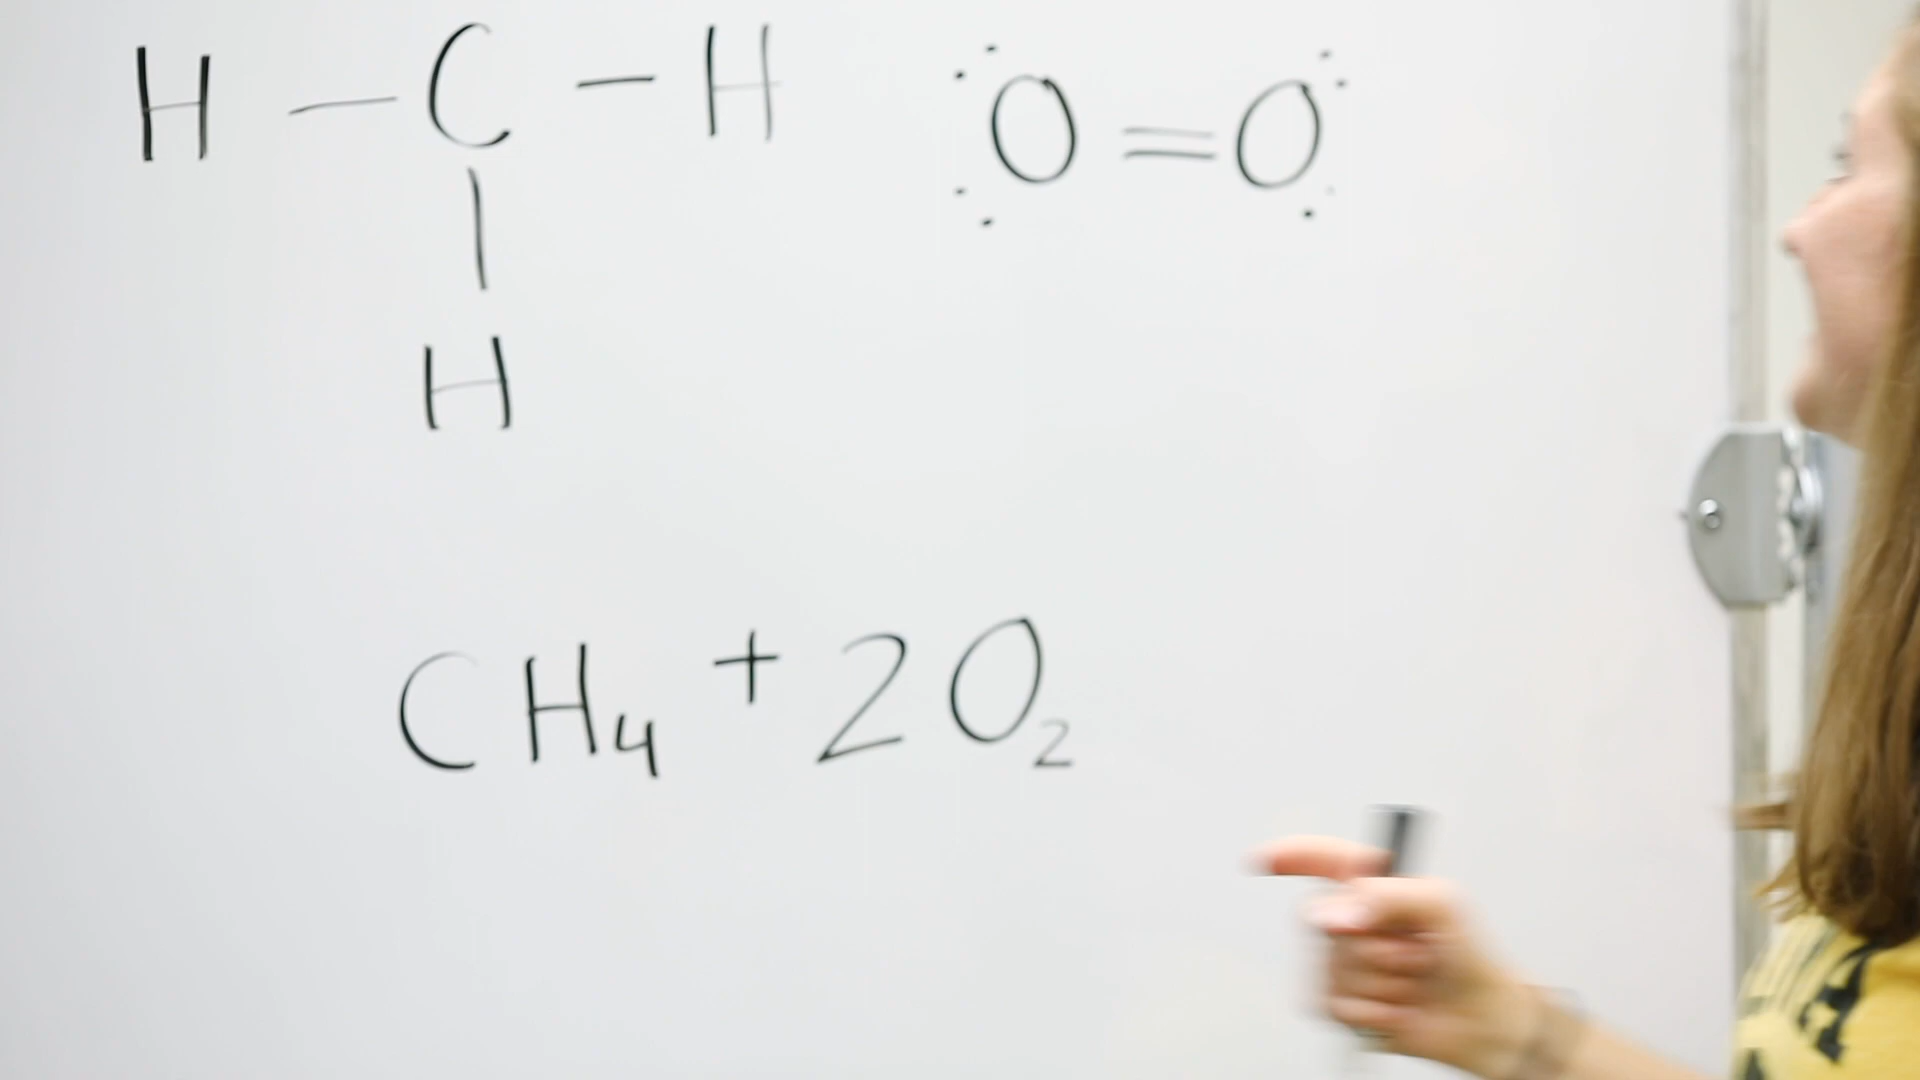 H — C — H
|
H
O = O
CH₄ + 2O₂